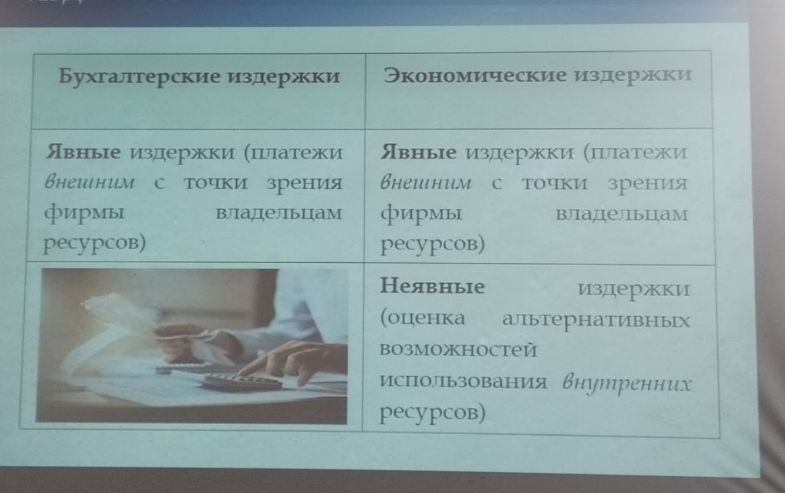 Бухгалтерские издержки
Экономические издержки
Явные издержки (платежи
внешним с точки зрения
фирмы владельцам
ресурсов)
Явные издержки (платежи
внешним с точки зрения
фирмы владельцам
ресурсов)
Неявные издержки
(оценка альтернативных
возможностей
использования внутренних
ресурсов)